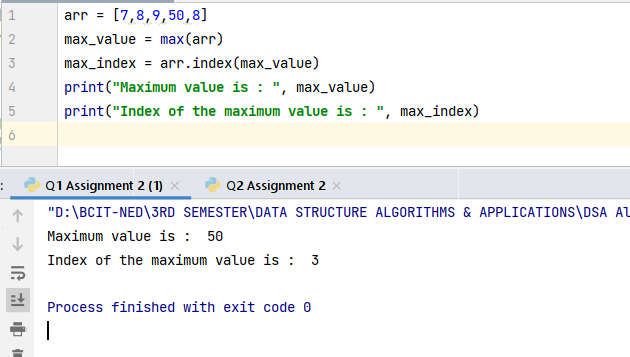 1 arr = [7,8,9,50,8]
2 max_value = max(arr)
3 max_index = arr.index(max_value)
4 print("Maximum value is : ", max_value)
5 print("Index of the maximum value is : ", max_index)
6
: Q1 Assignment 2 (1) × Q2 Assignment 2 ×
"D:\BCIT-NED\3RD SEMESTER\DATA STRUCTURE ALGORITHMS & APPLICATIONS\DSA
Maximum value is :  50
Index of the maximum value is :  3
Process finished with exit code 0